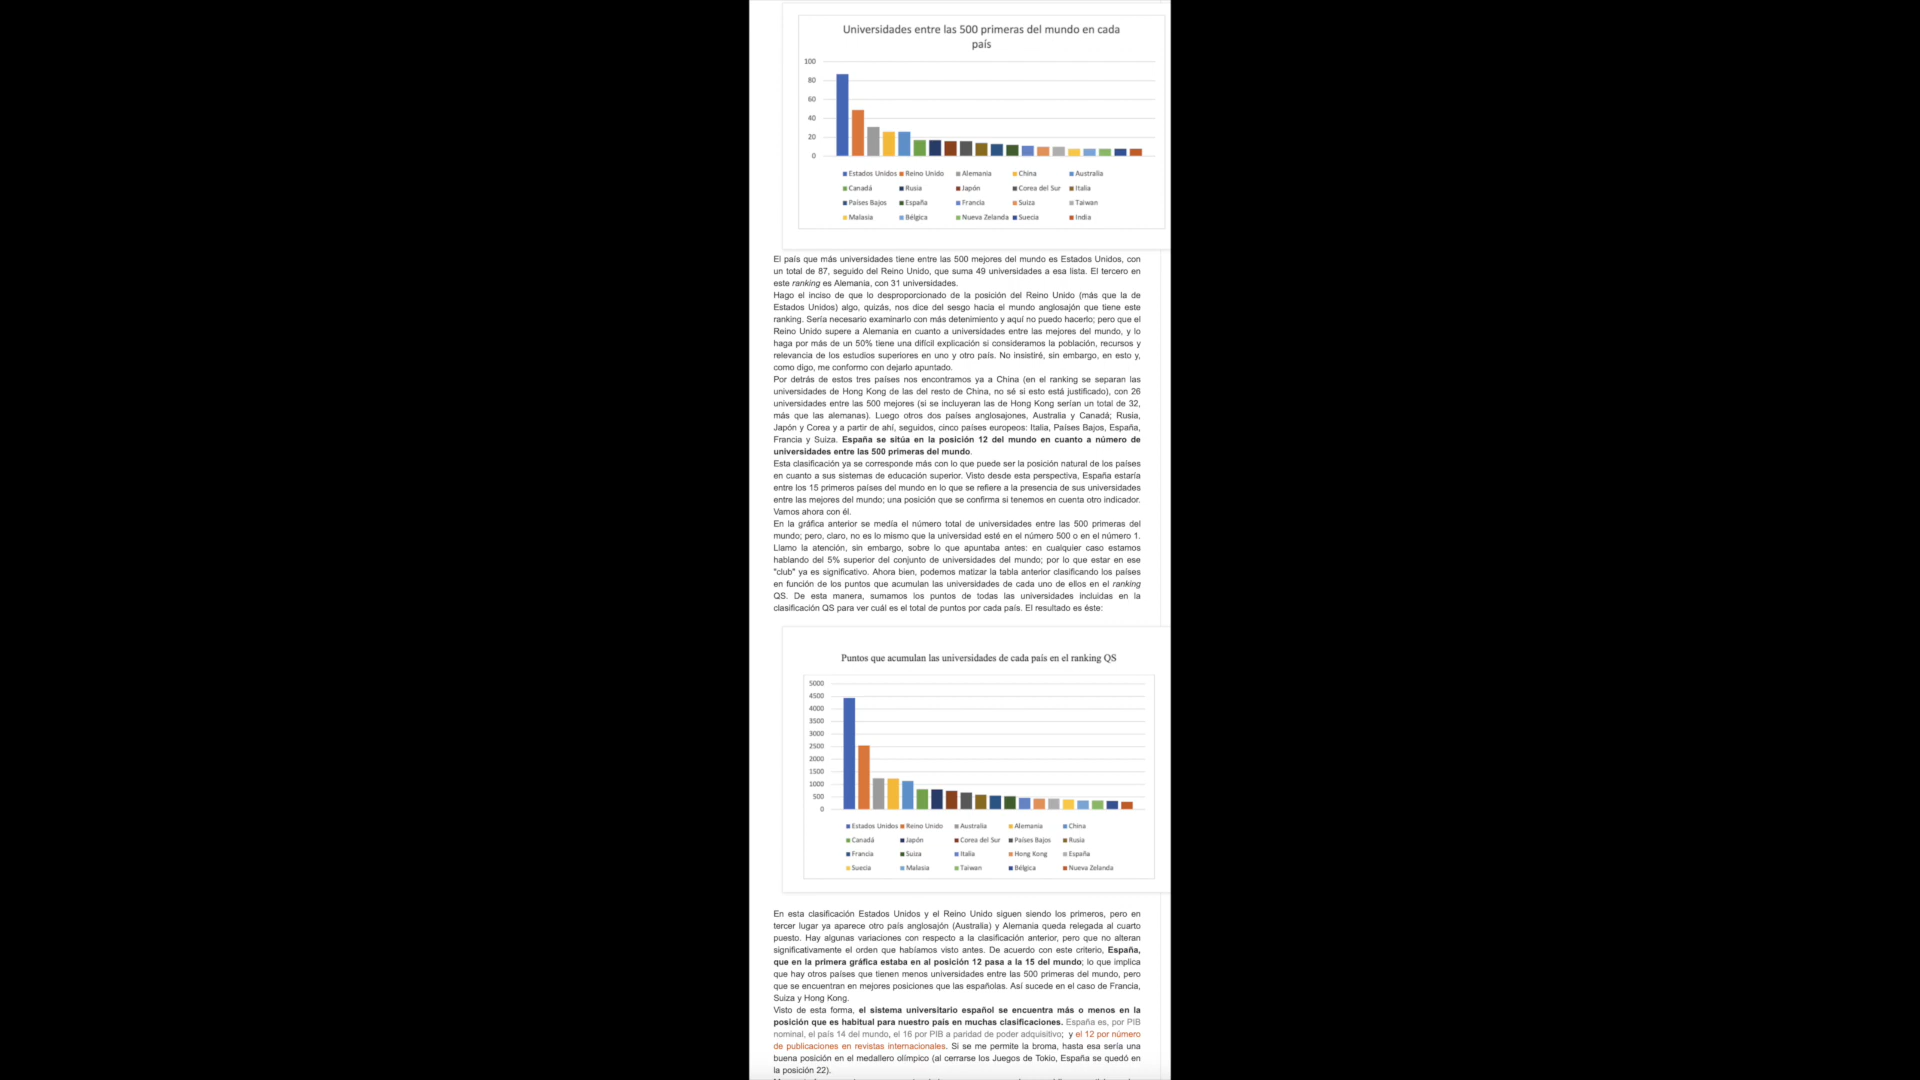 Universidades entre las 500 primeras del mundo en cada
país
100
80
60
40
20
0
Estados Unidos Reino Unido Alemania China Australia
Canadá Rusia Japón Corea del Sur Italia
Países Bajos España Francia Suiza Taiwan
Malasia Bélgica Nueva Zelanda Suecia India
El país que más universidades tiene entre las 500 mejores del mundo es Estados Unidos, con
un total de 87, seguido del Reino Unido, que suma 49 universidades a esa lista. El tercero en
este ranking es Alemania, con 31 universidades.
Hago el inciso de que lo desproporcionado de la posición del Reino Unido (más que la de
Estados Unidos) algo, quizás, nos dice del sesgo hacia el mundo anglosajón que tiene este
ranking. Sería necesario examinarlo con más detenimiento y aquí no puedo hacerlo; pero que el
Reino Unido supere a Alemania en cuanto a universidades entre las mejores del mundo, y lo
haga por más de un 50% tiene una difícil explicación si consideramos la población, recursos y
relevancia de los estudios superiores en uno y otro país. No insistiré, sin embargo, en esto y,
como digo, me conformo con dejarlo apuntado.
Por detrás de estos tres países nos encontramos ya a China (en el ranking se separan las
universidades de Hong Kong de las del resto de China, no sé si esto está justificado), con 26
universidades entre las 500 mejores (si se incluyeran las de Hong Kong serían un total de 32,
más que las alemanas). Luego otros dos países anglosajones, Australia y Canadá; Rusia,
Japón y Corea y a partir de ahí, seguidos, cinco países europeos: Italia, Países Bajos, España,
Francia y Suiza. España se sitúa en la posición 12 del mundo en cuanto a número de
universidades entre las 500 primeras del mundo.
Esta clasificación ya se corresponde más con lo que puede ser la posición natural de los países
en cuanto a sus sistemas de educación superior. Visto desde esta perspectiva, España estaría
entre los 15 primeros países del mundo en lo que se refiere a la presencia de sus universidades
entre las mejores del mundo; una posición que se confirma si tenemos en cuenta otro indicador.
Vamos ahora con él.
En la gráfica anterior se medía el número total de universidades entre las 500 primeras del
mundo; pero, claro, no es lo mismo que la universidad esté en el número 500 o en el número 1.
Llamo la atención, sin embargo, sobre lo que apuntaba antes: en cualquier caso estamos
hablando del 5% superior del conjunto de universidades del mundo; por lo que estar en ese
"club" ya es significativo. Ahora bien, podemos matizar la tabla anterior clasificando los países
en función de los puntos que acumulan las universidades de cada uno de ellos en el ranking
QS. De esta manera, sumamos los puntos de todas las universidades incluidas en la
clasificación QS para ver cuál es el total de puntos por cada país. El resultado es éste:
Puntos que acumulan las universidades de cada país en el ranking QS
5000
4500
4000
3500
3000
2500
2000
1500
1000
500
0
Estados Unidos Reino Unido Australia Alemania China
Canadá Japón Corea del Sur Países Bajos Rusia
Francia Suiza Italia Hong Kong España
Suecia Malasia Taiwan Bélgica Nueva Zelanda
En esta clasificación Estados Unidos y el Reino Unido siguen siendo los primeros, pero en
tercer lugar ya aparece otro país anglosajón (Australia) y Alemania queda relegada al cuarto
puesto. Hay algunas variaciones con respecto a la clasificación anterior, pero que no alteran
significativamente el orden que habíamos visto antes. De acuerdo con este criterio, España,
que en la primera gráfica estaba en al posición 12 pasa a la 15 del mundo; lo que implica
que hay otros países que tienen menos universidades entre las 500 primeras del mundo, pero
que se encuentran en mejores posiciones que las españolas. Así sucede en el caso de Francia,
Suiza y Hong Kong.
Visto de esta forma, el sistema universitario español se encuentra más o menos en la
posición que es habitual para nuestro país en muchas clasificaciones. España es, por PIB
nominal, el país 14 del mundo, el 16 por PIB a paridad de poder adquisitivo; y el 12 por número
de publicaciones en revistas internacionales. Si se me permite la broma, hasta esa sería una
buena posición en el medallero olímpico (al cerrarse los Juegos de Tokio, España se quedó en
la posición 22).